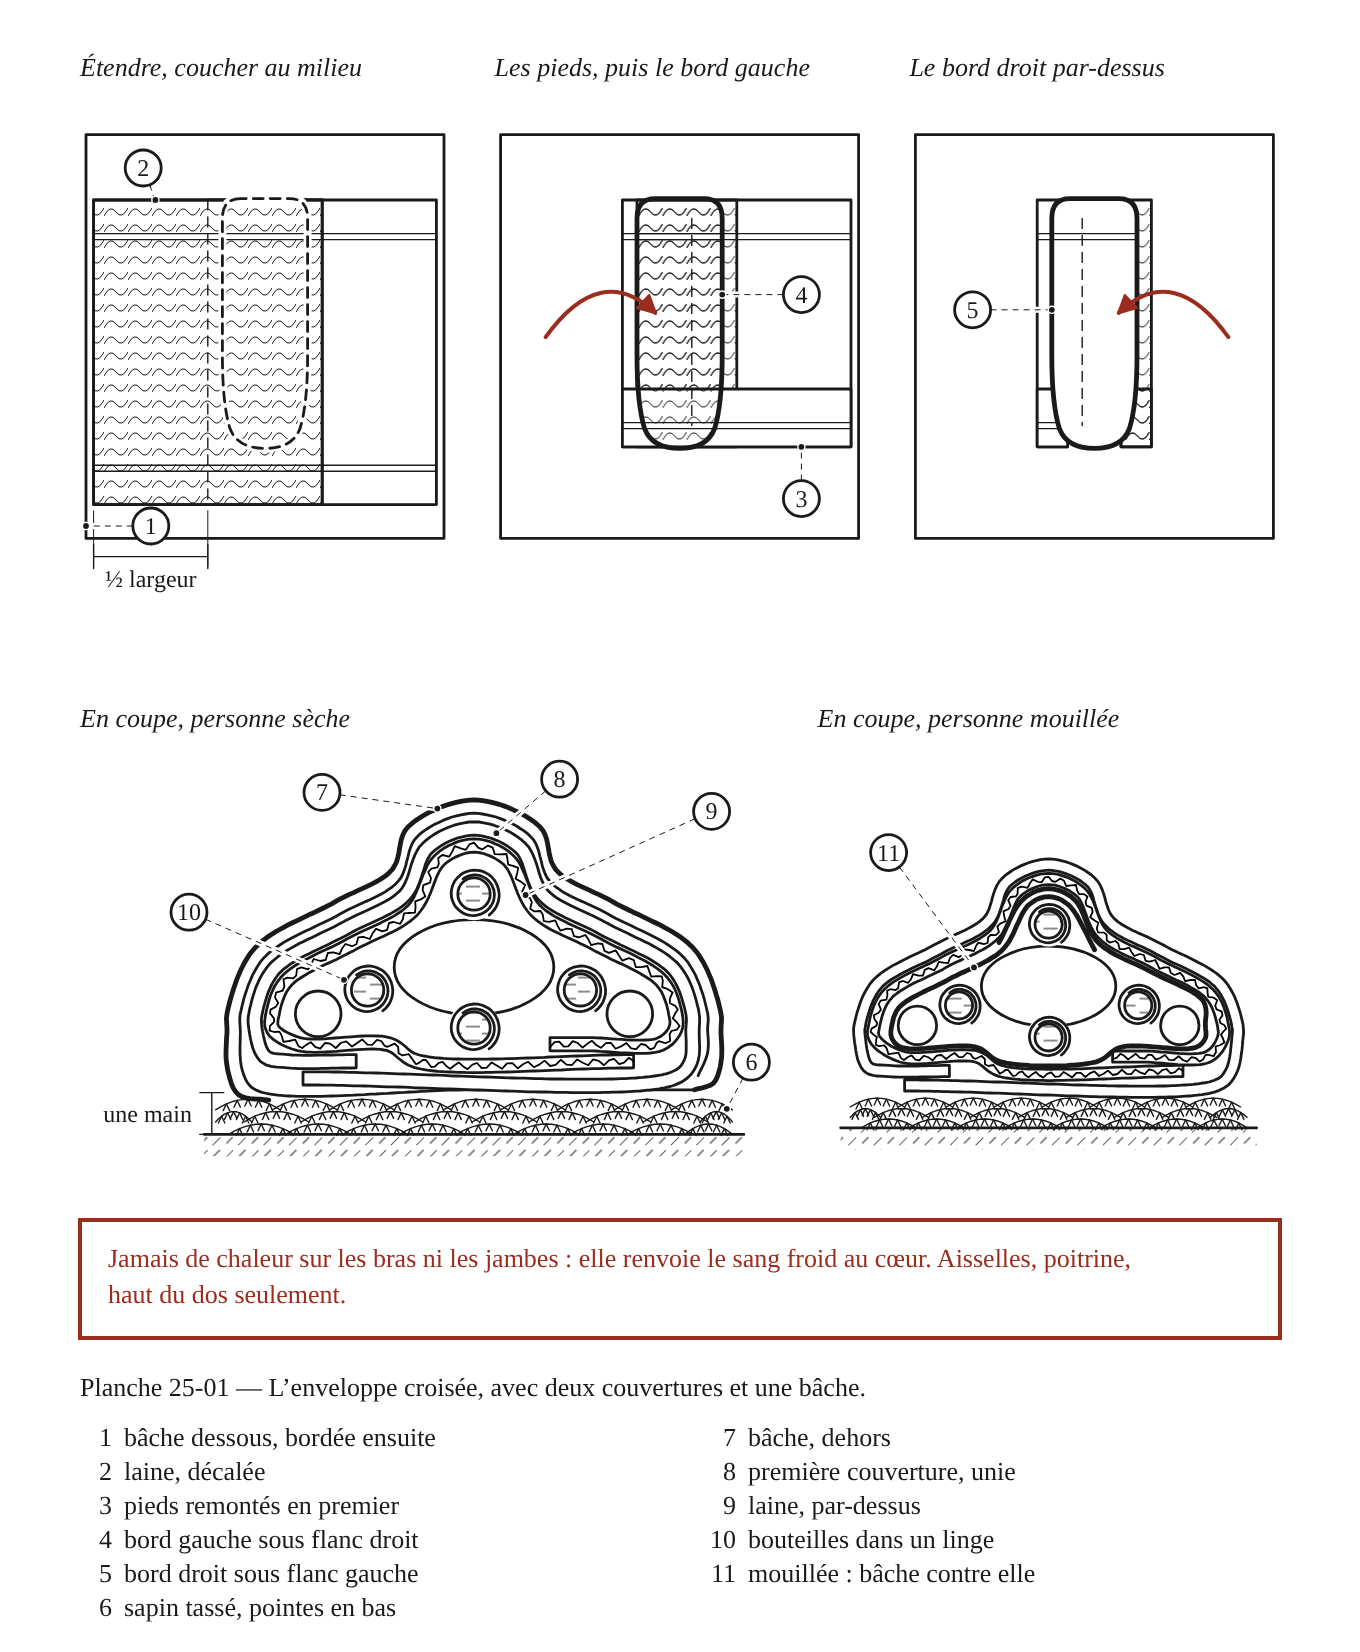 Étendre, coucher au milieu
Les pieds, puis le bord gauche
Le bord droit par-dessus
2
4
5
3
1
½ largeur
En coupe, personne sèche
En coupe, personne mouillée
7
8
9
11
10
6
une main
Jamais de chaleur sur les bras ni les jambes : elle renvoie le sang froid au cœur. Aisselles, poitrine,
haut du dos seulement.
Planche 25-01 — L’enveloppe croisée, avec deux couvertures et une bâche.
1 bâche dessous, bordée ensuite
2 laine, décalée
3 pieds remontés en premier
4 bord gauche sous flanc droit
5 bord droit sous flanc gauche
6 sapin tassé, pointes en bas
7 bâche, dehors
8 première couverture, unie
9 laine, par-dessus
10 bouteilles dans un linge
11 mouillée : bâche contre elle